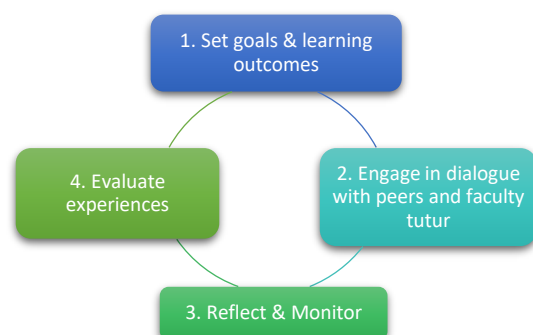 1. Set goals & learning
outcomes
2. Engage in dialogue
with peers and faculty
tutur
3. Reflect & Monitor
4. Evaluate
experiences